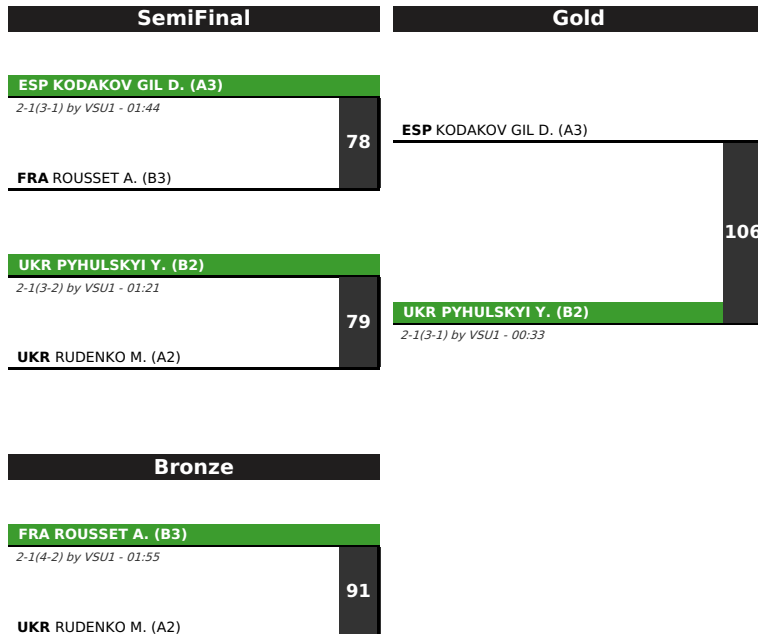 SemiFinal
ESP KODAKOV GIL D. (A3)
2-1(3-1) by VSU1 - 01:44
78
FRA ROUSSET A. (B3)
UKR PYHULSKYI Y. (B2)
2-1(3-2) by VSU1 - 01:21
79
UKR RUDENKO M. (A2)
Gold
ESP KODAKOV GIL D. (A3)
106
UKR PYHULSKYI Y. (B2)
2-1(3-1) by VSU1 - 00:33
Bronze
FRA ROUSSET A. (B3)
2-1(4-2) by VSU1 - 01:55
91
UKR RUDENKO M. (A2)